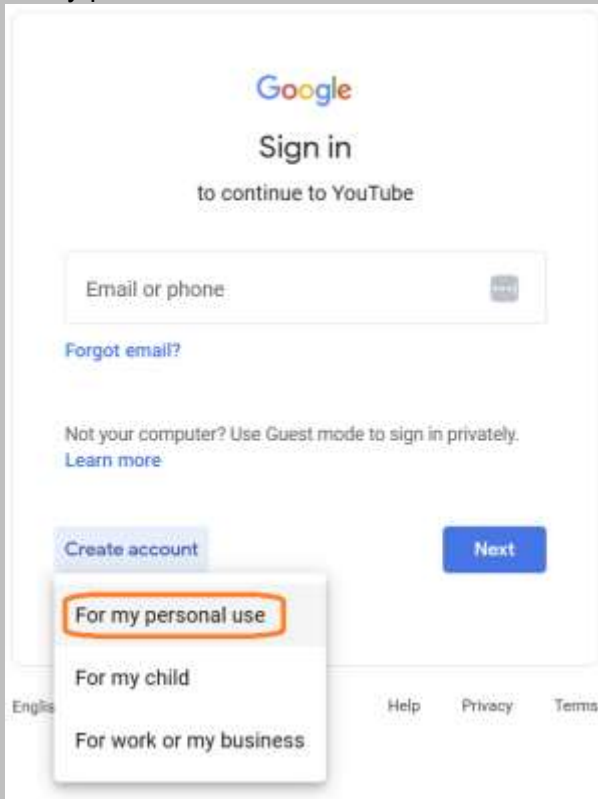 Google
Sign in
to continue to YouTube
Email or phone
Forgot email?
Not your computer? Use Guest mode to sign in privately.
Learn more
Create account
Next
For my personal use
For my child
For work or my business
Englis
Help
Privacy
Terms